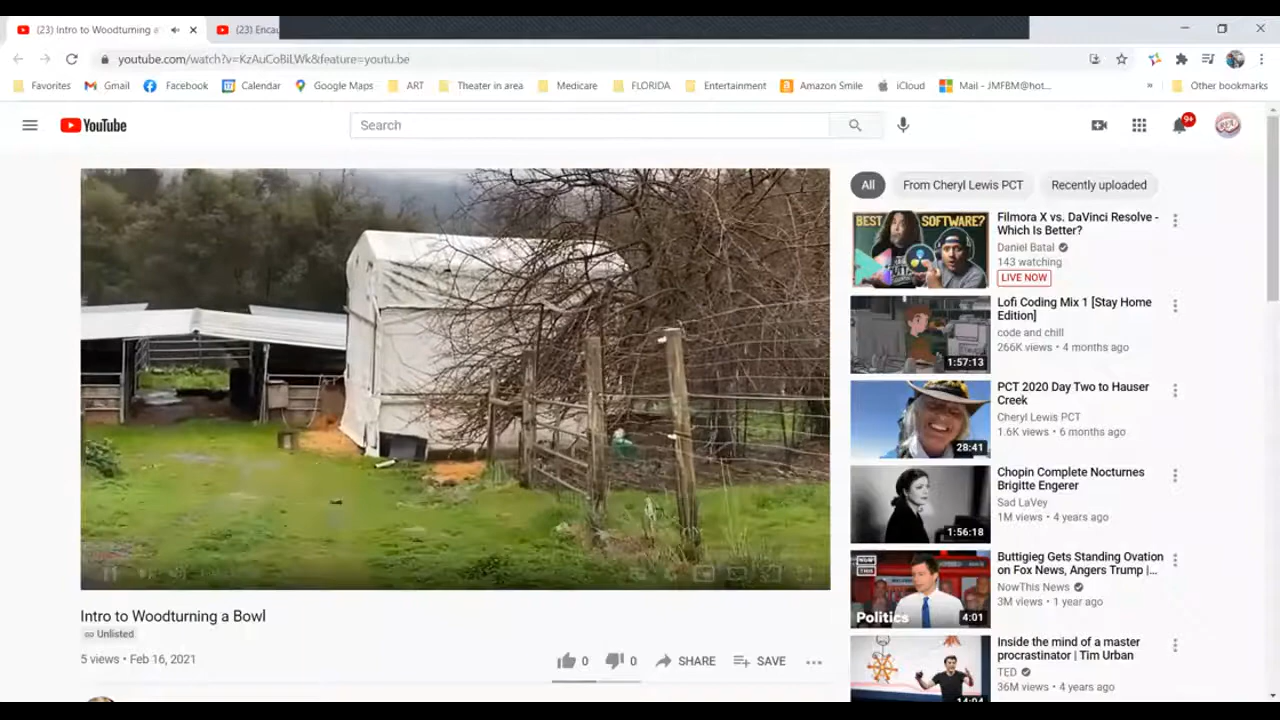 (23) Intro to Woodturning a
(23) Encau
youtube.com/watch?v=KzAuCoBiLWk&feature=youtu.be
Favorites
Gmail
Facebook
Calendar
Google Maps
ART
Theater in area
Medicare
FLORIDA
Entertainment
Amazon Smile
iCloud
Mail - JMFBM@hot...
»
Other bookmarks
YouTube
Search
9+
All
From Cheryl Lewis PCT
Recently uploaded
BEST SOFTWARE?
Filmora X vs. DaVinci Resolve -
Which Is Better?
Daniel Batal
143 watching
LIVE NOW
Lofi Coding Mix 1 [Stay Home
Edition]
code and chill
266K views • 4 months ago
1:57:13
PCT 2020 Day Two to Hauser
Creek
Cheryl Lewis PCT
1.6K views • 6 months ago
28:41
Chopin Complete Nocturnes
Brigitte Engerer
Sad LaVey
1M views • 4 years ago
1:56:18
Buttigieg Gets Standing Ovation
on Fox News, Angers Trump |...
NowThis News
3M views • 1 year ago
NOW
THIS
Politics
4:01
Inside the mind of a master
procrastinator | Tim Urban
TED
36M views • 4 years ago
14:04
Intro to Woodturning a Bowl
Unlisted
5 views • Feb 16, 2021
0
0
SHARE
SAVE